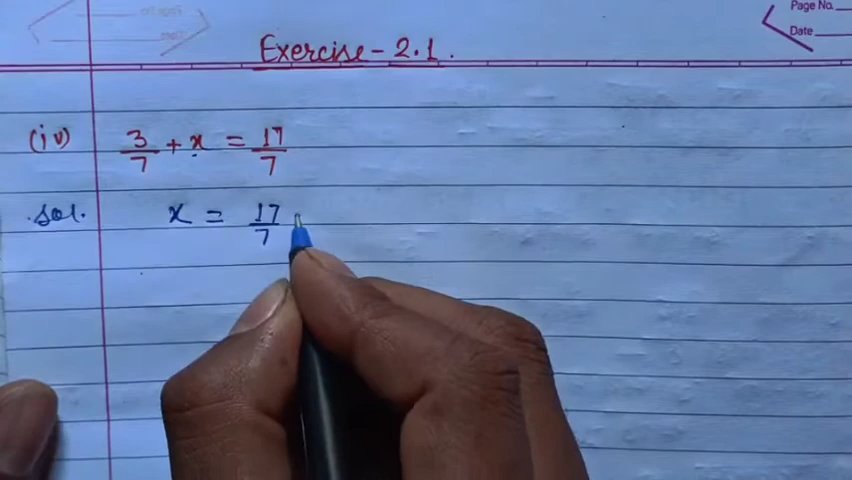 Page No.
Date
Exercise - 2.1.
(iv) 3/7 + x = 17/7
.sol. x = 17/7